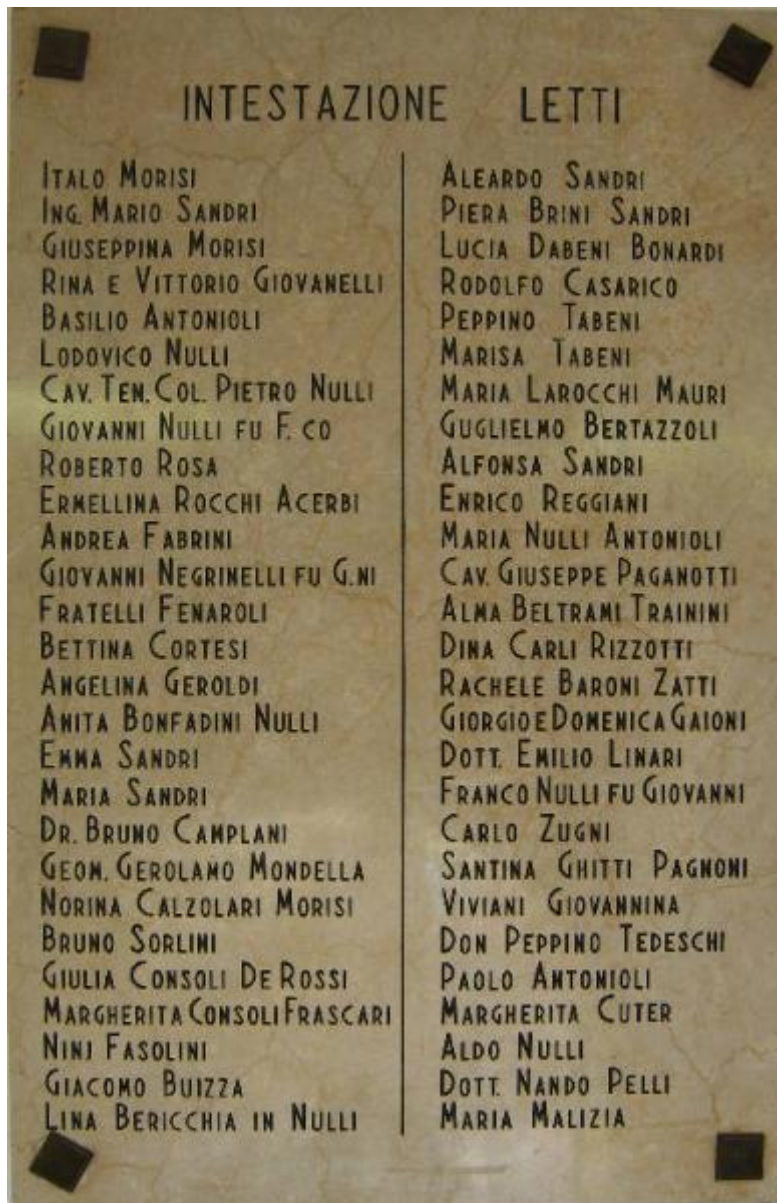 INTESTAZIONE LETTI
ITALO MORISI
ING. MARIO SANDRI
GIUSEPPINA MORISI
RINA E VITTORIO GIOVANELLI
BASILIO ANTONIOLI
LODOVICO NULLI
CAV. TEN. COL. PIETRO NULLI
GIOVANNI NULLI FU F. CO
ROBERTO ROSA
ERMELLINA ROCCHI ACERBI
ANDREA FABRINI
GIOVANNI NEGRINELLI FU G.NI
FRATELLI FENAROLI
BETTINA CORTESI
ANGELINA GEROLDI
ANITA BONFADINI NULLI
EMMA SANDRI
MARIA SANDRI
DR. BRUNO CAMPLANI
GEOM. GEROLAMO MONDELLA
NORINA CALZOLARI MORISI
BRUNO SORLINI
GIULIA CONSOLI DE ROSSI
MARGHERITA CONSOLI FRASCARI
NINJ FASOLINI
GIACOMO BUIZZA
LINA BERICCHIA IN NULLI
ALEARDO SANDRI
PIERA BRINI SANDRI
LUCIA DABENI BONARDI
RODOLFO CASARICO
PEPPINO TABENI
MARISA TABENI
MARIA LAROCCHI MAURI
GUGLIELMO BERTAZZOLI
ALFONSA SANDRI
ENRICO REGGIANI
MARIA NULLI ANTONIOLI
CAV. GIUSEPPE PAGANOTTI
ALMA BELTRAMI TRAININI
DINA CARLI RIZZOTTI
RACHELE BARONI ZATTI
GIORGIO E DOMENICA GAIONI
DOTT. EMILIO LINARI
FRANCO NULLI FU GIOVANNI
CARLO ZUGNI
SANTINA GHITTI PAGNONI
VIVIANI GIOVANNINA
DON PEPPINO TEDESCHI
PAOLO ANTONIOLI
MARGHERITA CUTER
ALDO NULLI
DOTT. NANDO PELLI
MARIA MALIZIA